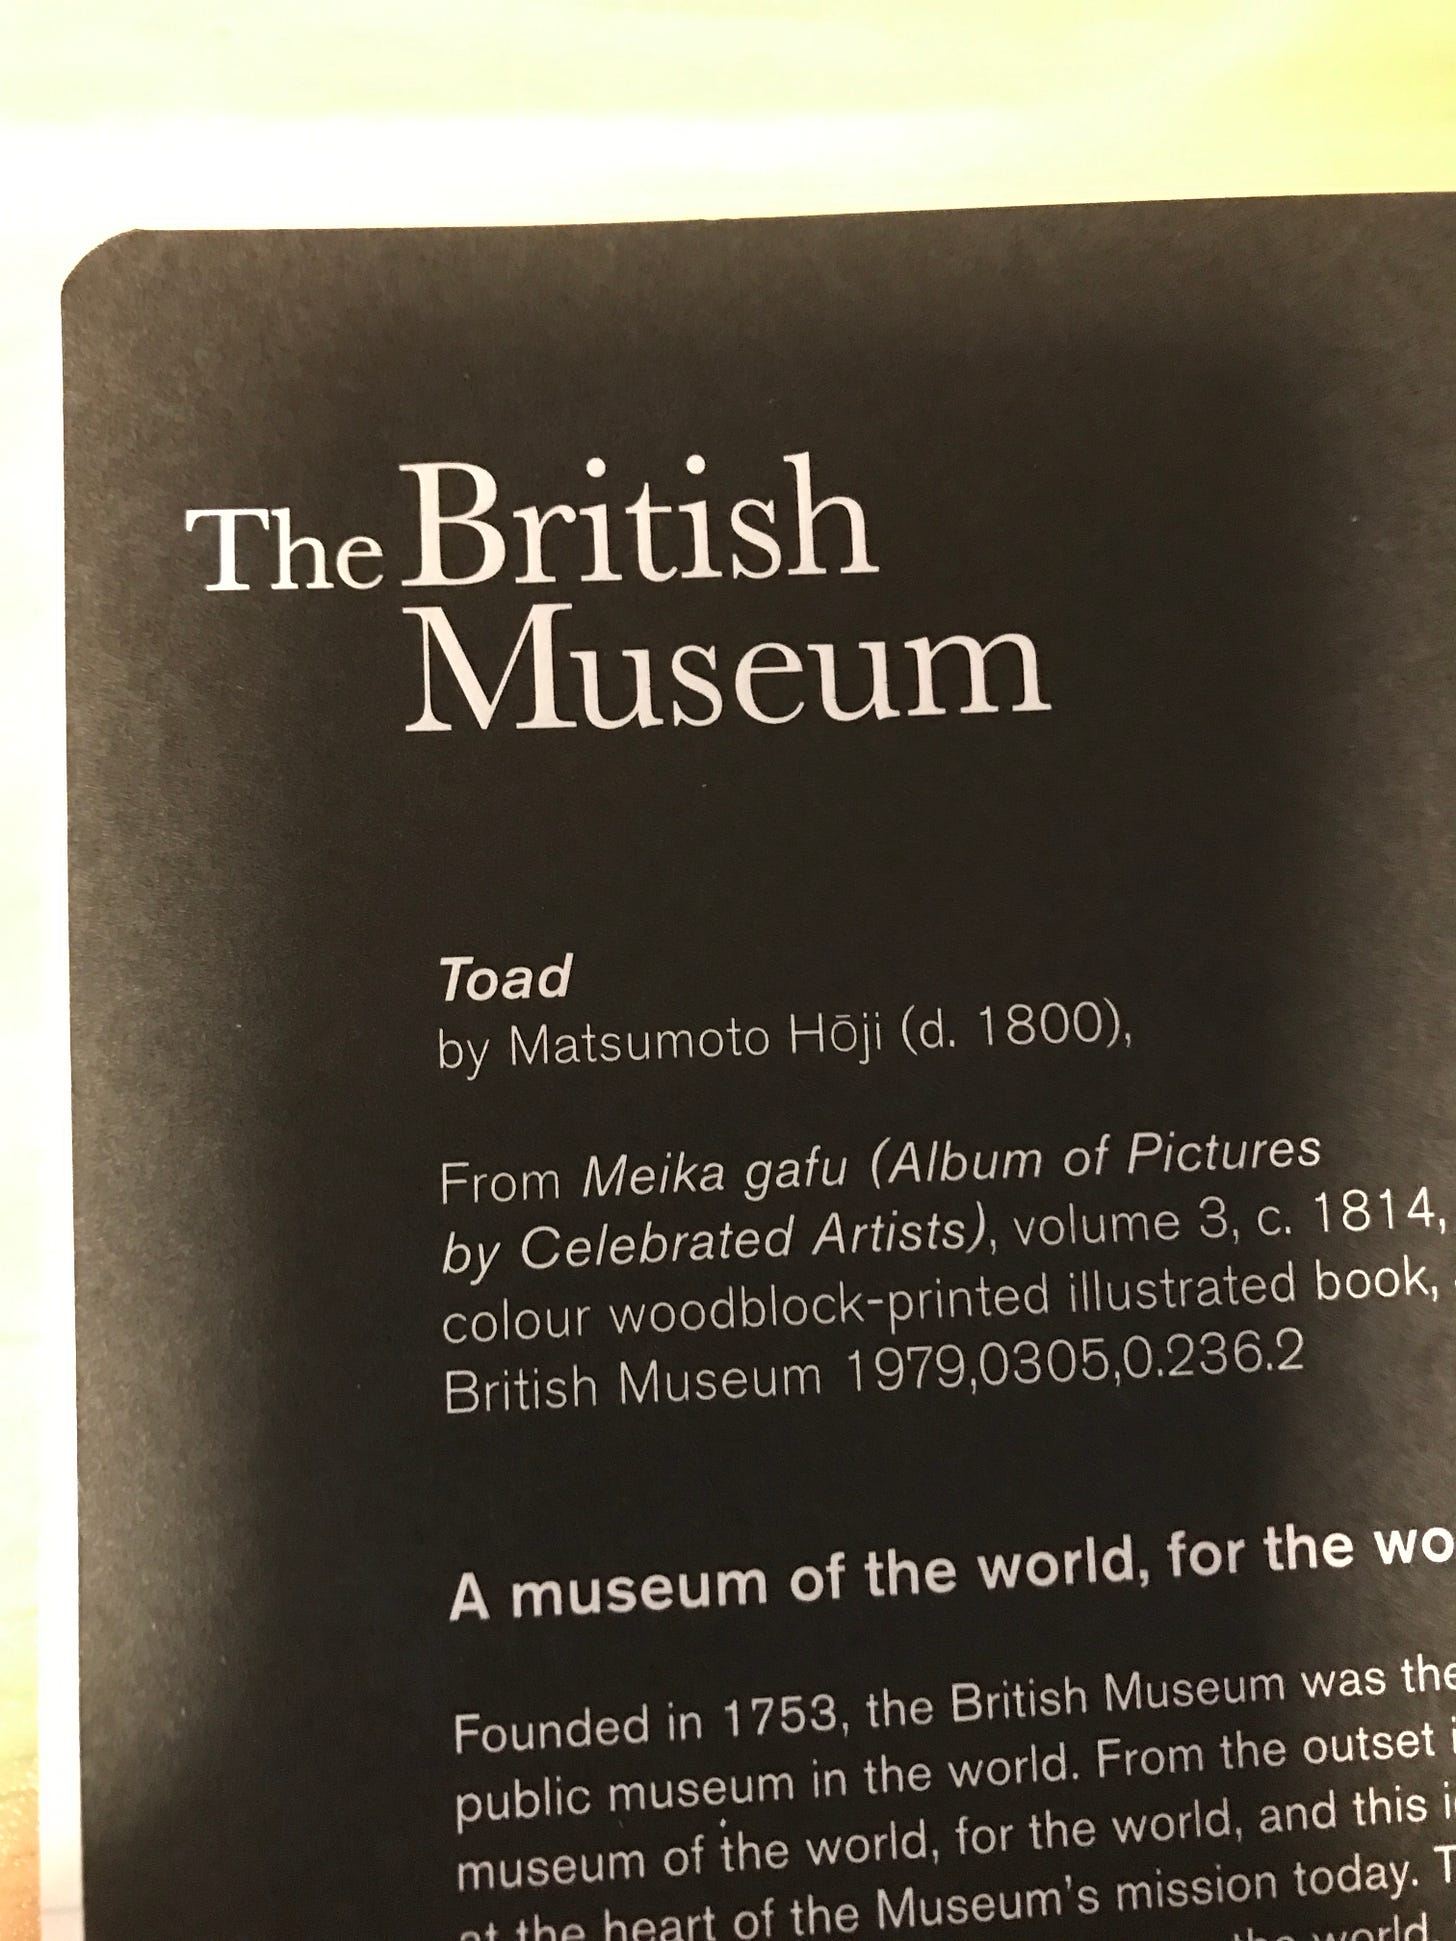 The British
Museum
Toad
by Matsumoto Hōji (d. 1800),
From Meika gafu (Album of Pictures
by Celebrated Artists), volume 3, c. 1814,
colour woodblock-printed illustrated book,
British Museum 1979,0305,0.236.2
A museum of the world, for the wo
Founded in 1753, the British Museum was the
public museum in the world. From the outset i
museum of the world, for the world, and this i
at the heart of the Museum's mission today. T
the world